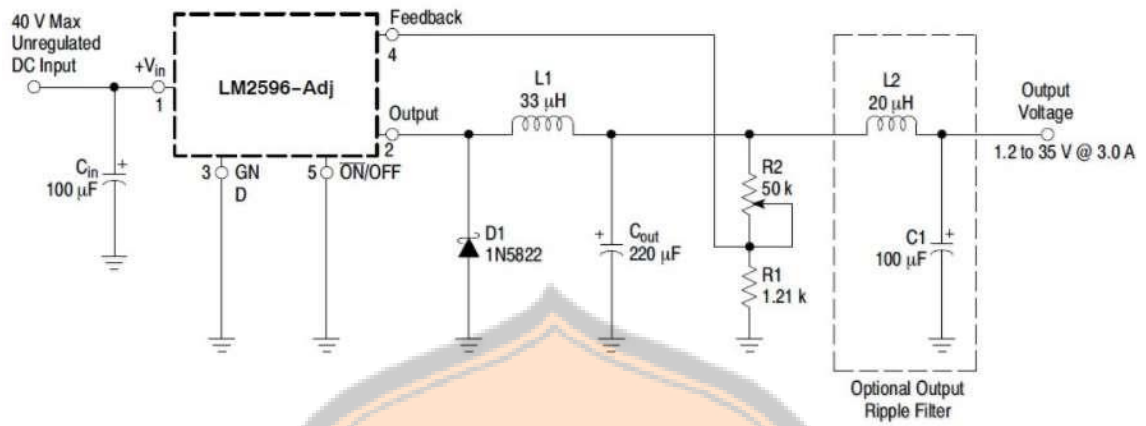 40 V Max
Unregulated
DC Input
+Vin
1
LM2596-Adj
Feedback
4
Output
2
3 GN
D
5 ON/OFF
Cin
100 µF
+
L1
33 µH
D1
1N5822
+
Cout
220 µF
R2
50 k
R1
1.21 k
L2
20 µH
C1
100 µF
+
Output
Voltage
1.2 to 35 V @ 3.0 A
Optional Output
Ripple Filter